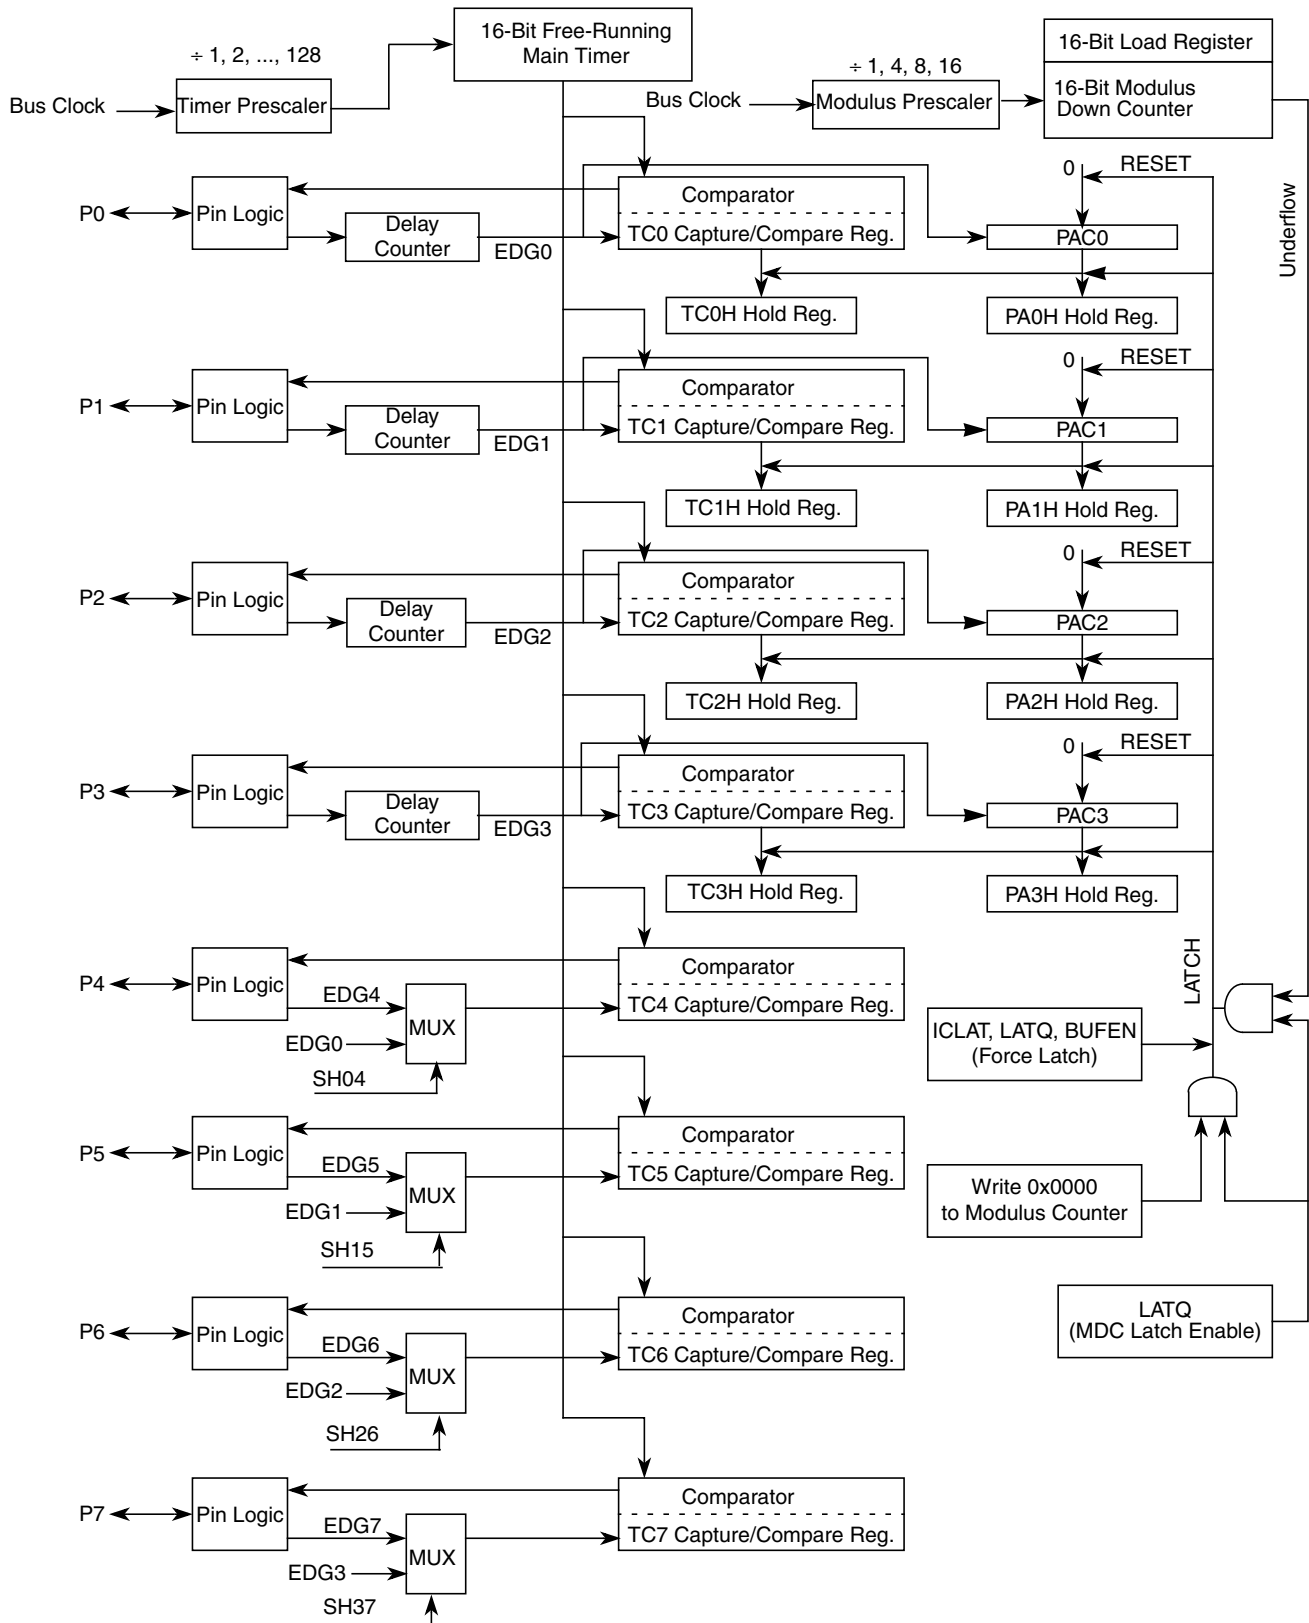 16-Bit Free-Running
Main Timer
16-Bit Load Register
16-Bit Modulus
Down Counter
÷ 1, 2, ..., 128
÷ 1, 4, 8, 16
Bus Clock
Timer Prescaler
Bus Clock
Modulus Prescaler
Underflow
P0
Pin Logic
Delay
Counter
EDG0
Comparator
TC0 Capture/Compare Reg.
0
RESET
PAC0
TC0H Hold Reg.
PA0H Hold Reg.
P1
Pin Logic
Delay
Counter
EDG1
Comparator
TC1 Capture/Compare Reg.
0
RESET
PAC1
TC1H Hold Reg.
PA1H Hold Reg.
P2
Pin Logic
Delay
Counter
EDG2
Comparator
TC2 Capture/Compare Reg.
0
RESET
PAC2
TC2H Hold Reg.
PA2H Hold Reg.
P3
Pin Logic
Delay
Counter
EDG3
Comparator
TC3 Capture/Compare Reg.
0
RESET
PAC3
TC3H Hold Reg.
PA3H Hold Reg.
LATCH
P4
Pin Logic
EDG4
EDG0
MUX
SH04
Comparator
TC4 Capture/Compare Reg.
ICLAT, LATQ, BUFEN
(Force Latch)
P5
Pin Logic
EDG5
EDG1
MUX
SH15
Comparator
TC5 Capture/Compare Reg.
Write 0x0000
to Modulus Counter
P6
Pin Logic
EDG6
EDG2
MUX
SH26
Comparator
TC6 Capture/Compare Reg.
LATQ
(MDC Latch Enable)
P7
Pin Logic
EDG7
EDG3
MUX
SH37
Comparator
TC7 Capture/Compare Reg.